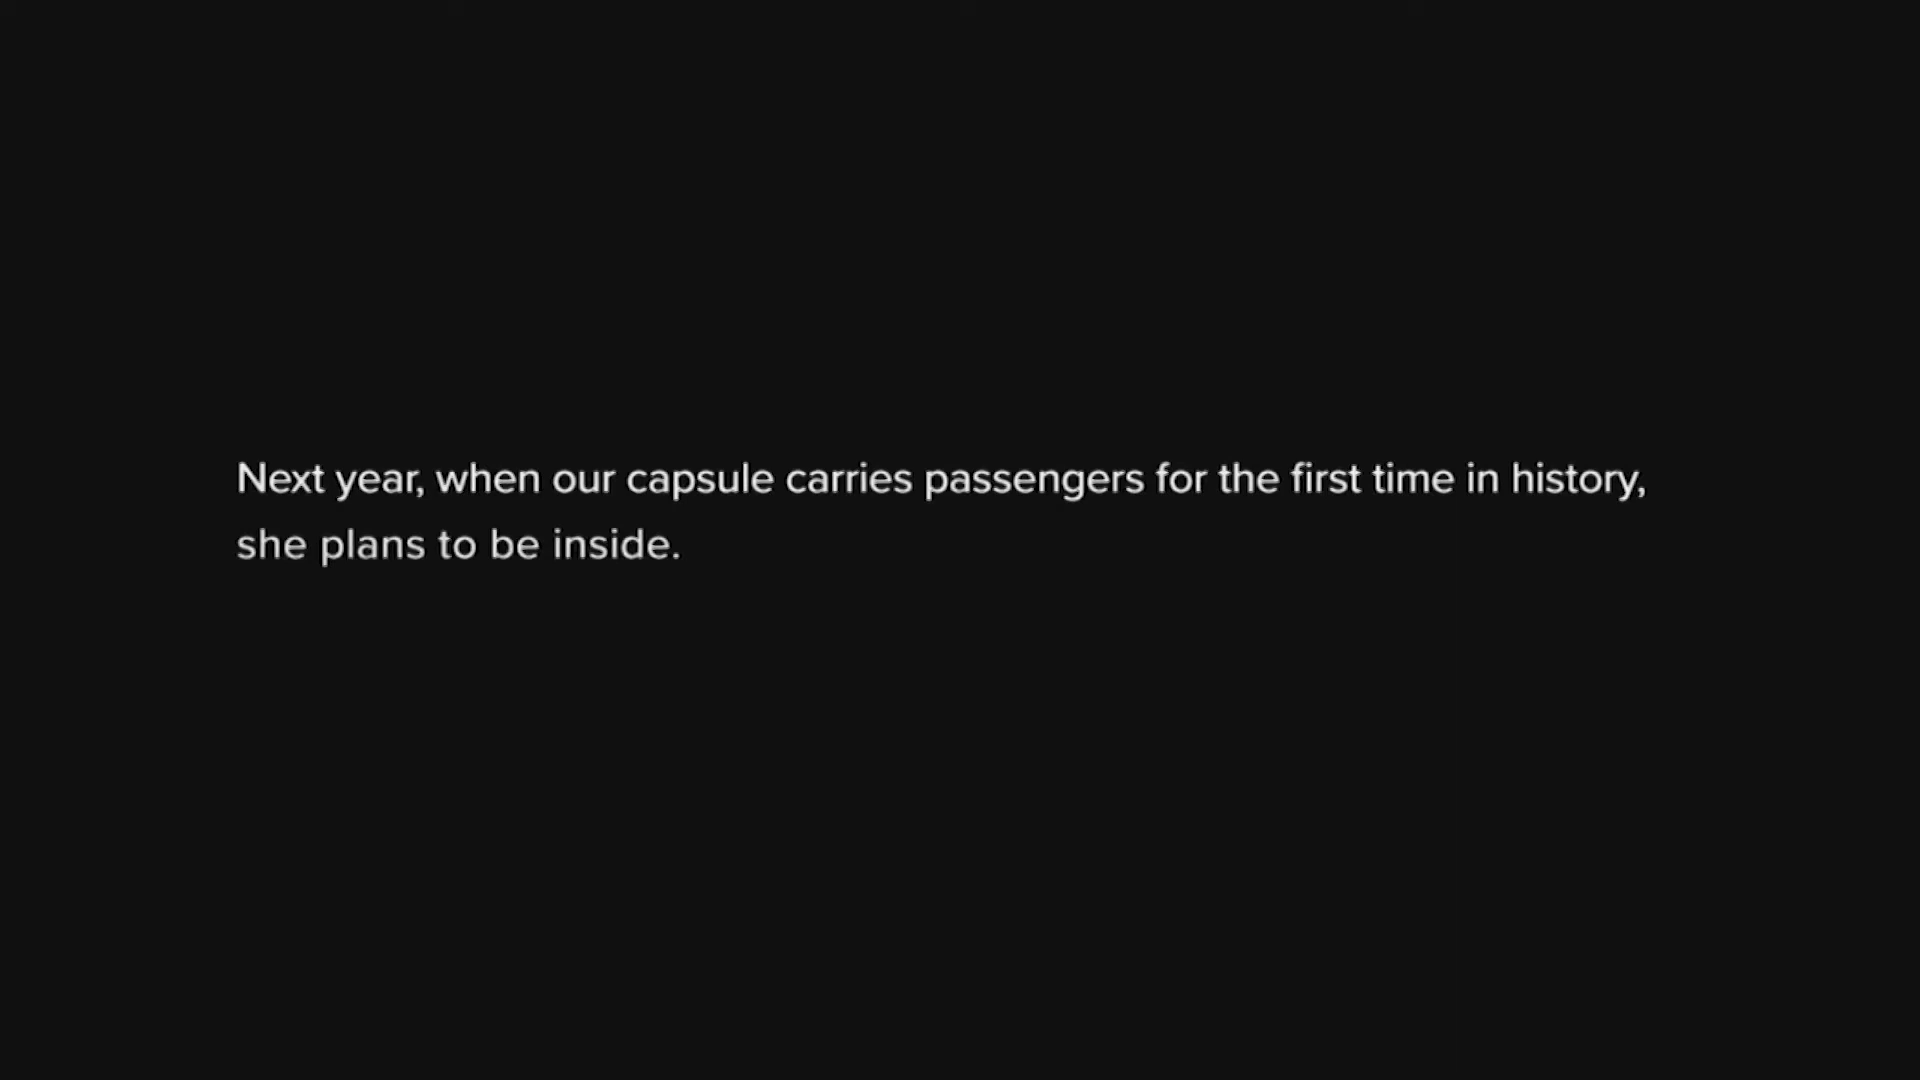 Next year, when our capsule carries passengers for the first time in history,
she plans to be inside.